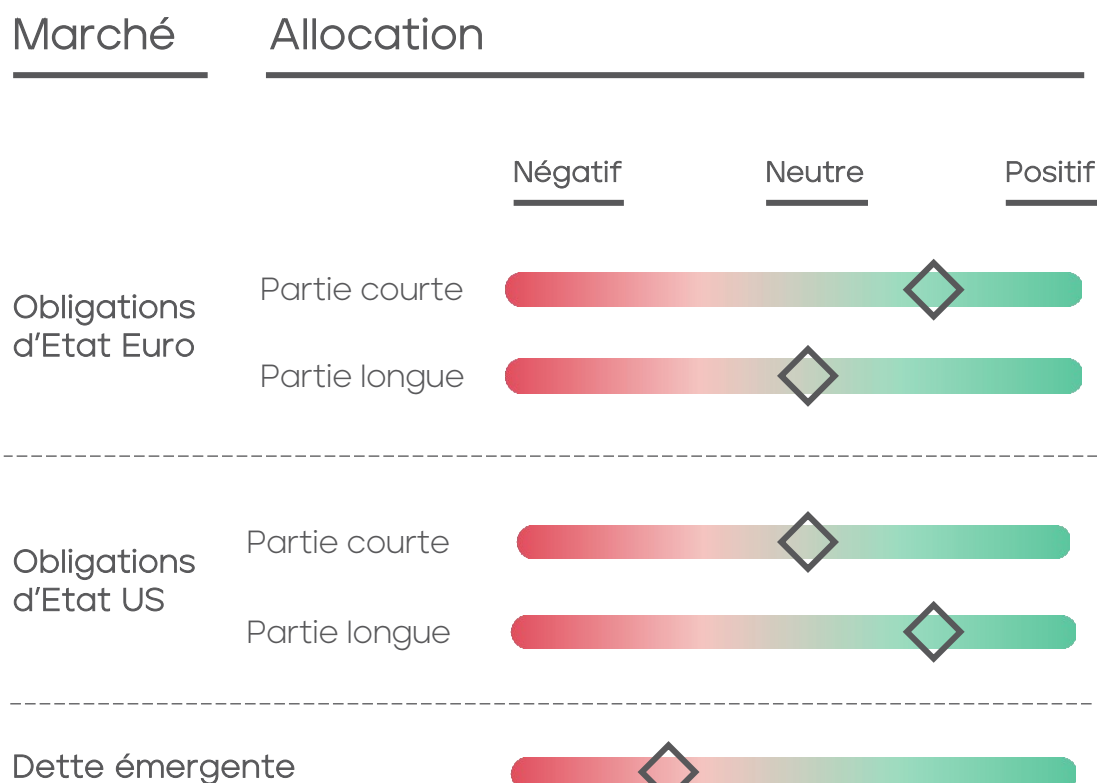 Marché Allocation
Négatif Neutre Positif
Obligations d'Etat Euro
Partie courte
Partie longue
Obligations d'Etat US
Partie courte
Partie longue
Dette émergente